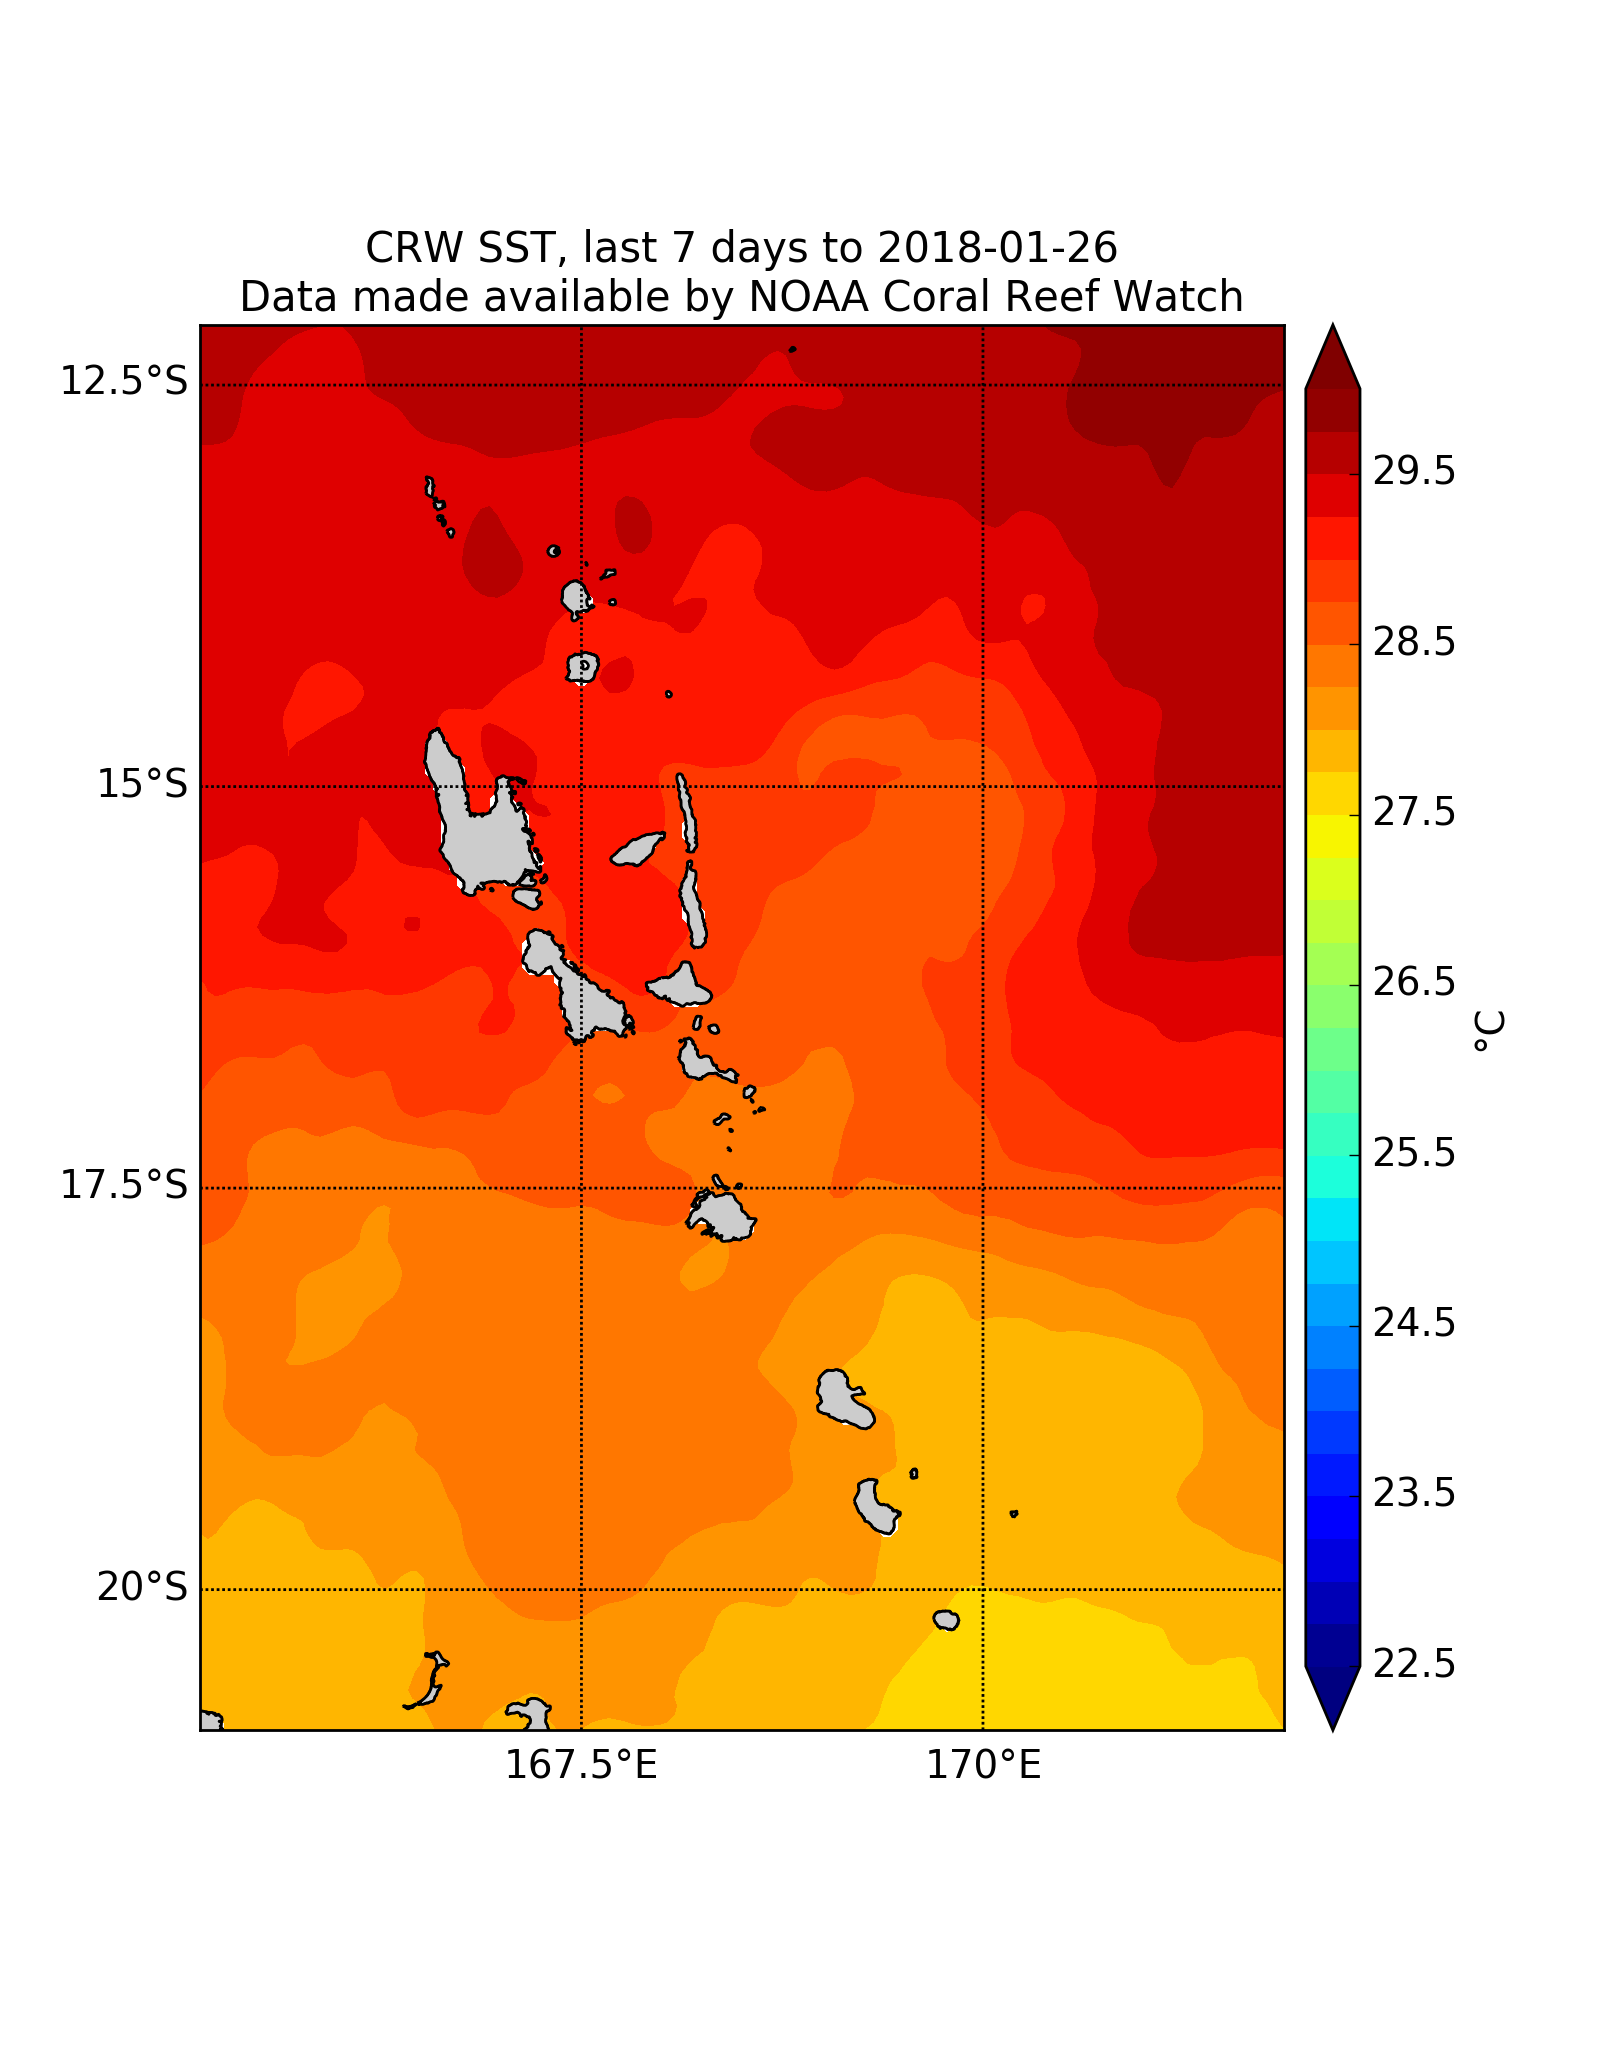 CRW SST, last 7 days to 2018-01-26
Data made available by NOAA Coral Reef Watch
12.5°S
15°S
17.5°S
20°S
167.5°E
170°E
29.5
28.5
27.5
26.5
25.5
24.5
23.5
22.5
°C